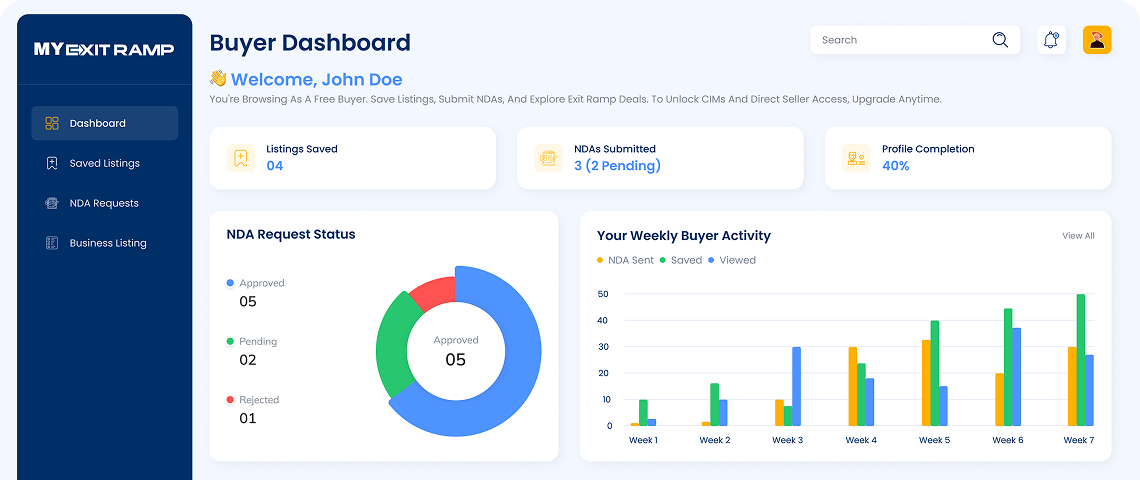 MY EXIT RAMP
Dashboard
Saved Listings
NDA Requests
Business Listing
Buyer Dashboard
Search
Welcome, John Doe
You're Browsing As A Free Buyer. Save Listings, Submit NDAs, And Explore Exit Ramp Deals. To Unlock CIMs And Direct Seller Access, Upgrade Anytime.
Listings Saved
04
NDAs Submitted
3 (2 Pending)
Profile Completion
40%
NDA Request Status
Approved
05
Pending
02
Rejected
01
Approved
05
Your Weekly Buyer Activity
View All
NDA Sent Saved Viewed
50
40
30
20
10
0
Week 1 Week 2 Week 3 Week 4 Week 5 Week 6 Week 7